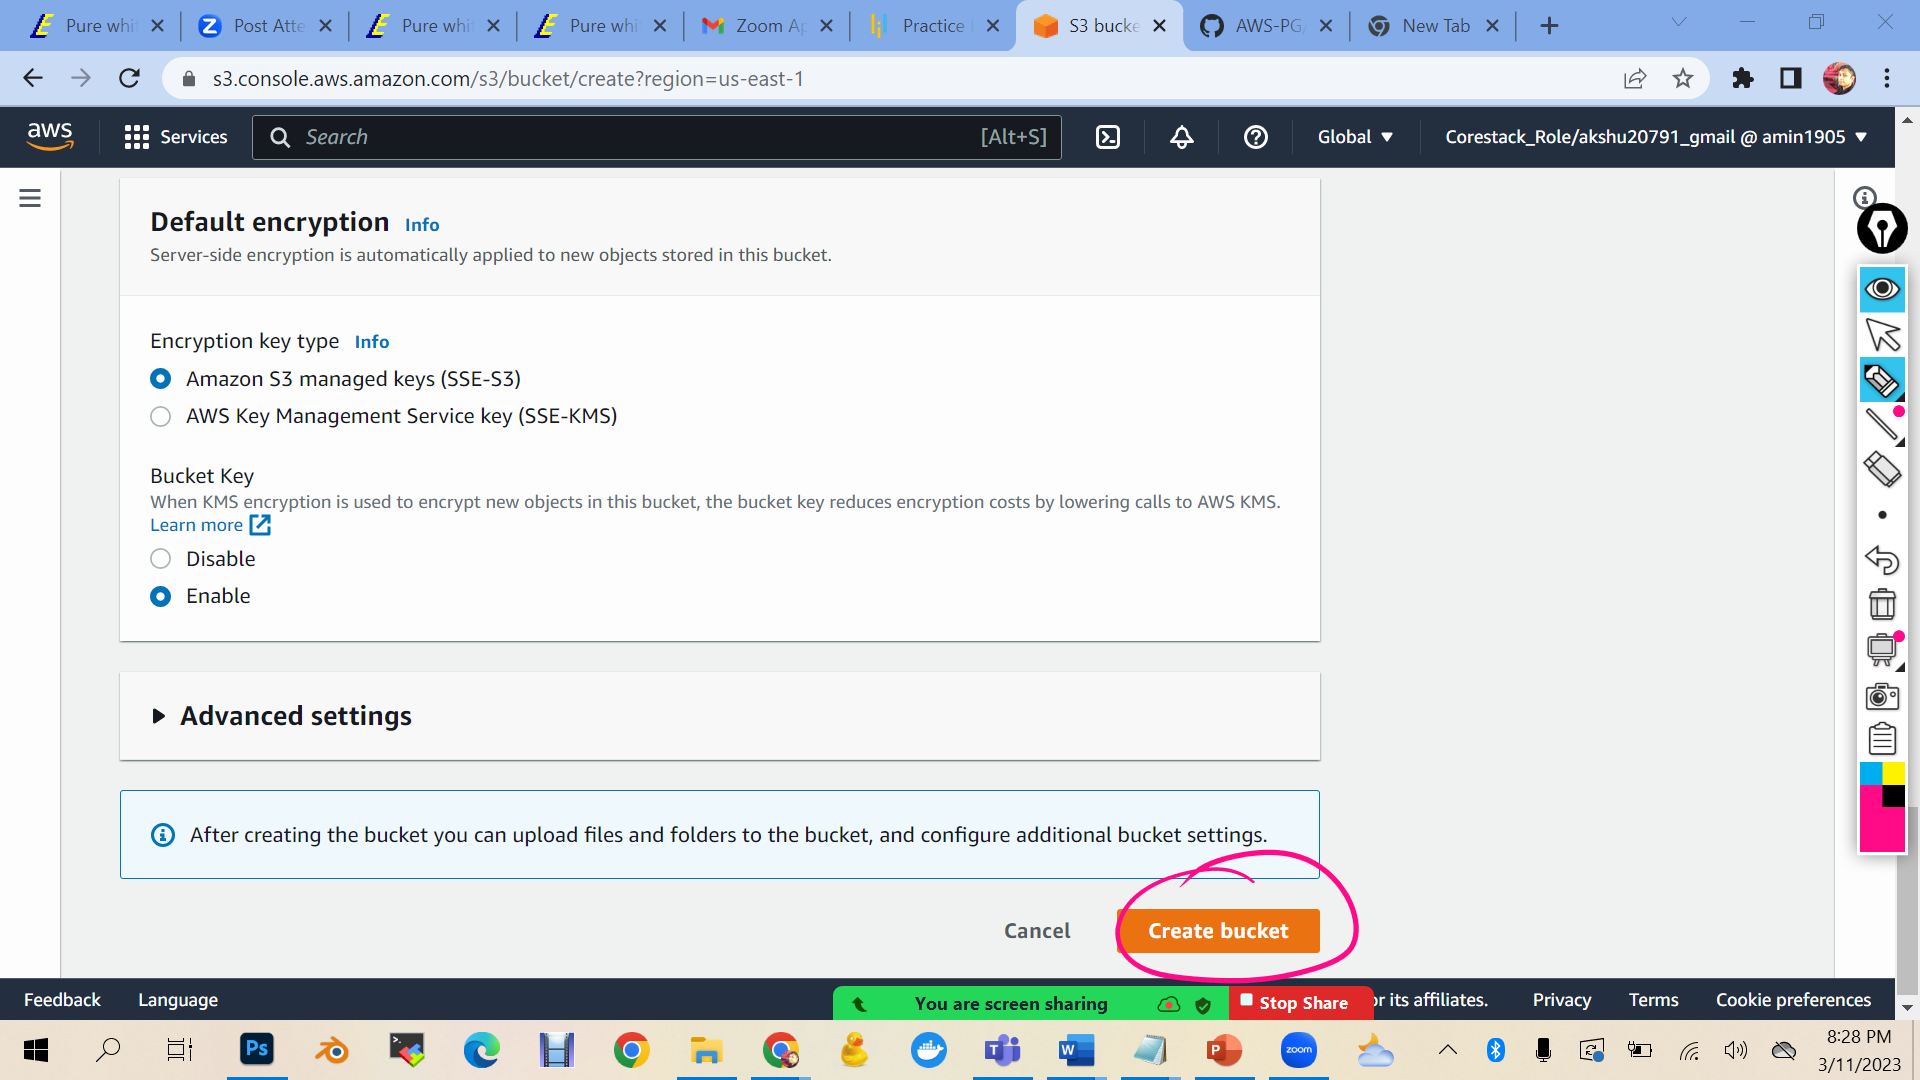 Pure whi
Post Atte
Pure whi
Pure whi
Zoom Ap
Practice
S3 bucke
AWS-PG
New Tab
s3.console.aws.amazon.com/s3/bucket/create?region=us-east-1
aws
Services
Search
[Alt+S]
Global
Corestack_Role/akshu20791_gmail @ amin1905
Default encryption Info
Server-side encryption is automatically applied to new objects stored in this bucket.
Encryption key type Info
Amazon S3 managed keys (SSE-S3)
AWS Key Management Service key (SSE-KMS)
Bucket Key
When KMS encryption is used to encrypt new objects in this bucket, the bucket key reduces encryption costs by lowering calls to AWS KMS.
Learn more
Disable
Enable
Advanced settings
After creating the bucket you can upload files and folders to the bucket, and configure additional bucket settings.
Cancel
Create bucket
Feedback
Language
You are screen sharing
Stop Share
or its affiliates.
Privacy
Terms
Cookie preferences
Ps
W
P
zoom
8:28 PM
3/11/2023